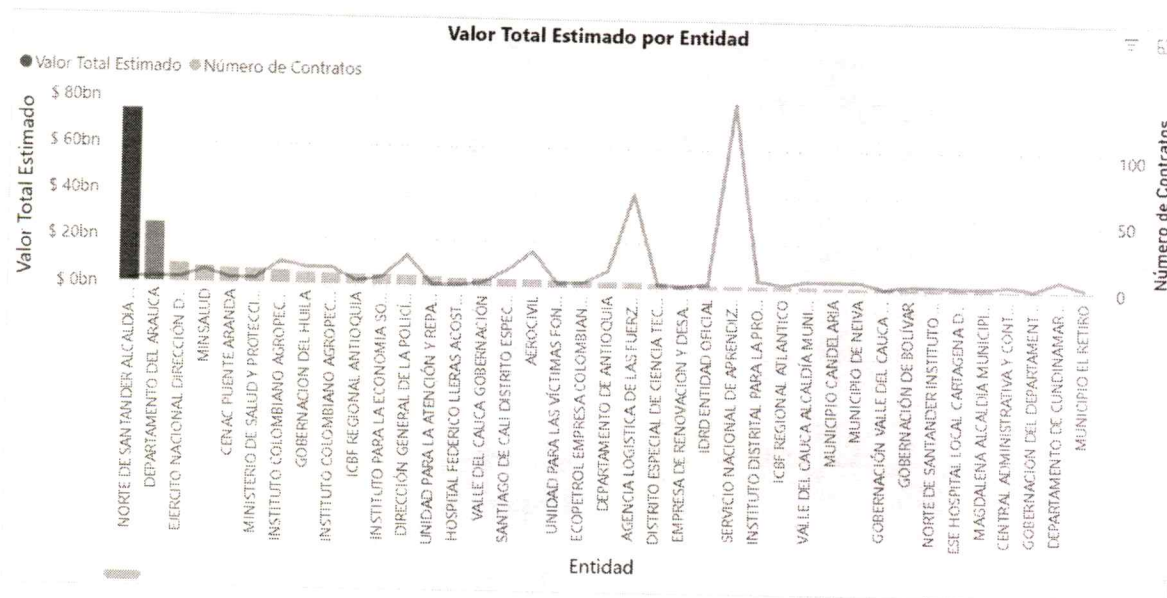 Valor Total Estimado por Entidad
Valor Total Estimado Número de Contratos
Valor Total Estimado
$ 80bn
$ 60bn
$ 40bn
$ 20bn
$ 0bn
100
50
0
Número de Contratos
NORTE DE SANTANDER ALCALDÍA ...
DEPARTAMENTO DEL ARAUCA
EJERCITO NACIONAL DIRECCIÓN D...
MINSALUD
CENAC PUENTE ARANDA
MINISTERIO DE SALUD Y PROTECCI...
INSTITUTO COLOMBIANO AGROPEC...
GOBERNACION DEL HUILA
INSTITUTO COLOMBIANO AGROPEC...
ICBF REGIONAL ANTIOQUIA
INSTITUTO PARA LA ECONOMIA SO...
DIRECCIÓN GENERAL DE LA POLICÍ...
UNIDAD PARA LA ATENCIÓN Y REPA...
HOSPITAL FEDERICO LLERAS ACOST...
VALLE DEL CAUCA GOBERNACIÓN
SANTIAGO DE CALI DISTRITO ESPEC...
AEROCIVIL
UNIDAD PARA LAS VÍCTIMAS FON...
ECOPETROL EMPRESA COLOMBIAN...
DEPARTAMENTO DE ANTIOQUIA
AGENCIA LOGISTICA DE LAS FUERZ...
DISTRITO ESPECIAL DE CIENCIA TEC...
EMPRESA DE RENOVACION Y DESA...
IDRD ENTIDAD OFICIAL
SERVICIO NACIONAL DE APRENDIZ...
INSTITUTO DISTRITAL PARA LA PRO...
ICBF REGIONAL ATLANTICO
VALLE DEL CAUCA ALCALDÍA MUNI...
MUNICIPIO CANDELARIA
MUNICIPIO DE NEIVA
GOBERNACIÓN VALLE DEL CAUCA ...
GOBERNACIÓN DE BOLÍVAR
NORTE DE SANTANDER INSTITUTO ...
ESE HOSPITAL LOCAL CARTAGENA D...
MAGDALENA ALCALDIA MUNICIPI...
CENTRAL ADMINISTRATIVA Y CONT...
GOBERNACION DEL DEPARTAMENT...
DEPARTAMENTO DE CUNDINAMAR...
MUNICIPIO EL RETIRO
Entidad